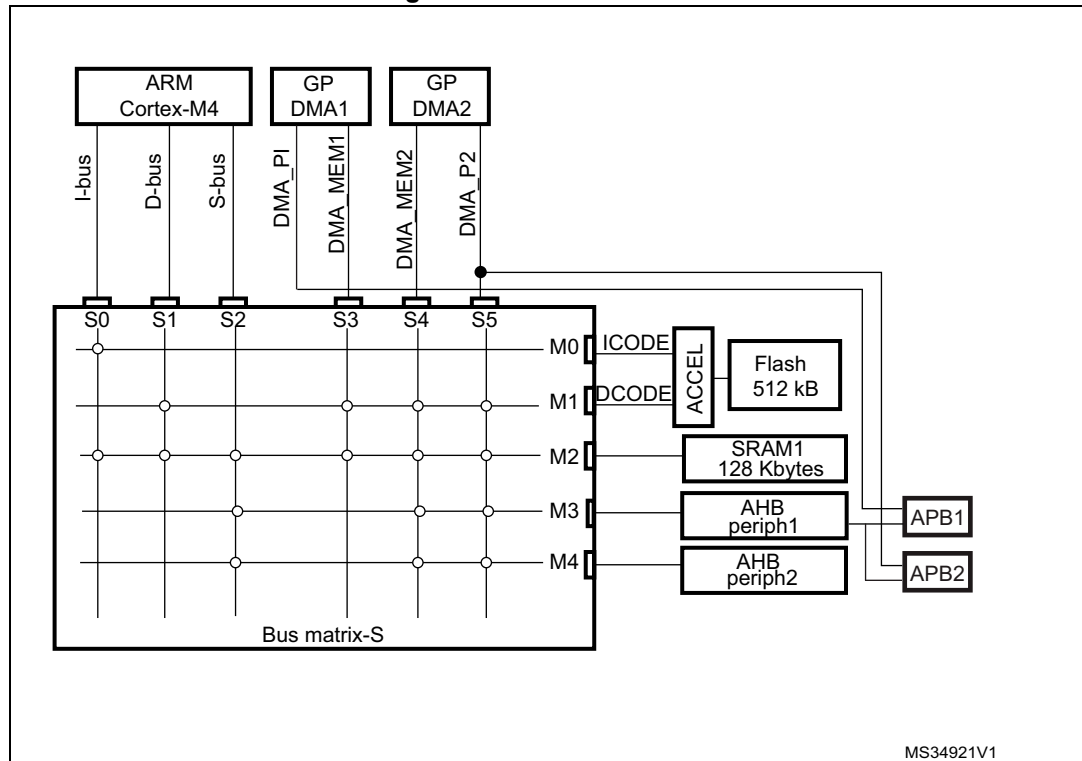 ARM
Cortex-M4
GP
DMA1
GP
DMA2
I-bus
D-bus
S-bus
DMA_PI
DMA_MEM1
DMA_MEM2
DMA_P2
S0 S1 S2 S3 S4 S5
M0
ICODE
M1
DCODE
ACCEL
Flash
512 kB
M2
SRAM1
128 Kbytes
M3
AHB
periph1
APB1
M4
AHB
periph2
APB2
Bus matrix-S
MS34921V1